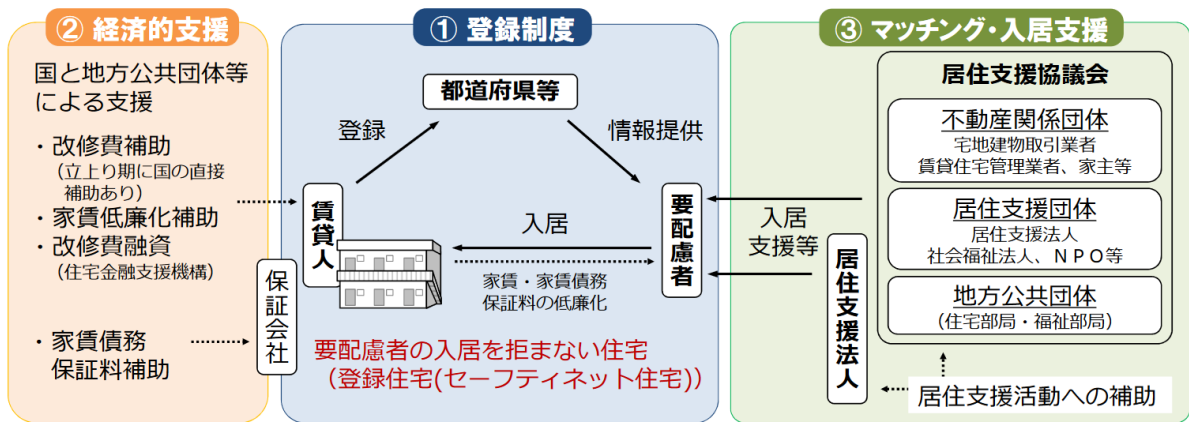 ② 経済的支援
国と地方公共団体等
による支援
・改修費補助
（立上り期に国の直接
補助あり）
・家賃低廉化補助
・改修費融資
（住宅金融支援機構）
・家賃債務
保証料補助
保証会社
① 登録制度
都道府県等
登録
情報提供
賃貸人
要配慮者
入居
家賃・家賃債務
保証料の低廉化
要配慮者の入居を拒まない住宅
（登録住宅(セーフティネット住宅)）
③ マッチング・入居支援
居住支援協議会
不動産関係団体
宅地建物取引業者
賃貸住宅管理業者、家主等
居住支援団体
居住支援法人
社会福祉法人、ＮＰＯ等
地方公共団体
（住宅部局・福祉部局）
入居
支援等
居住支援法人
居住支援活動への補助